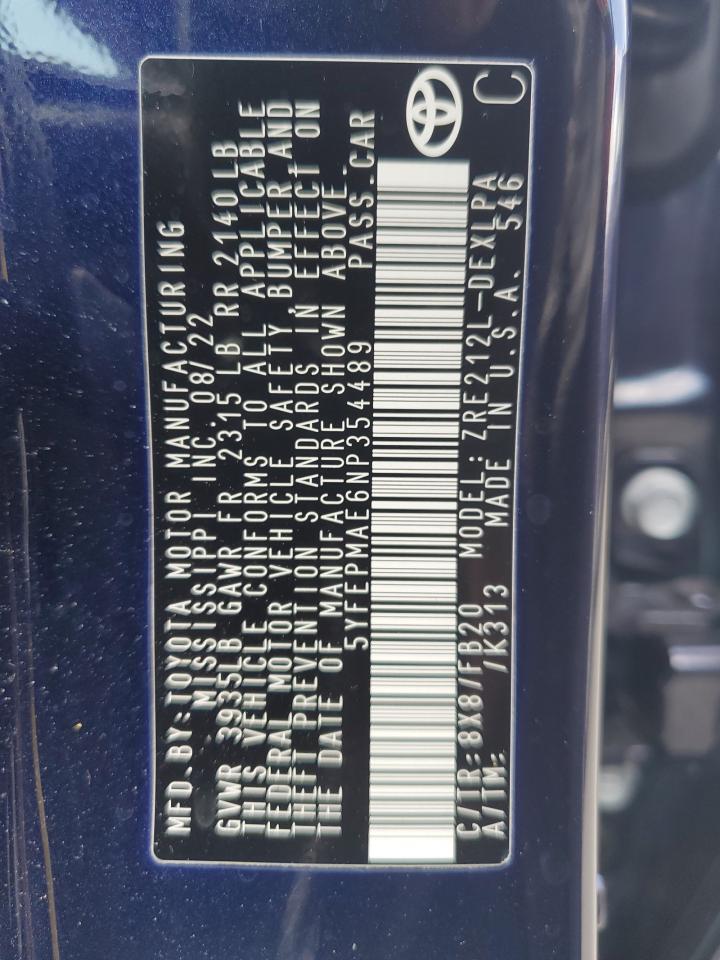 MFD.BY:TOYOTA MOTOR MANUFACTURING
MISSISSIPPI INC. 08/22
GVWR 3935LB GAWR FR 2315 LB RR 2140LB
THIS VEHICLE CONFORMS TO ALL APPLICABLE
FEDERAL MOTOR VEHICLE SAFETY, BUMPER, AND
THEFT PREVENTION STANDARDS IN EFFECT ON
THE DATE OF MANUFACTURE SHOWN ABOVE.
5YFEPMAE6NP354489 PASS.CAR
C/TR:8X8/FB20 MODEL:ZRE212L-DEXLPA
A/TM: /K313 MADE IN U.S.A. 546
C